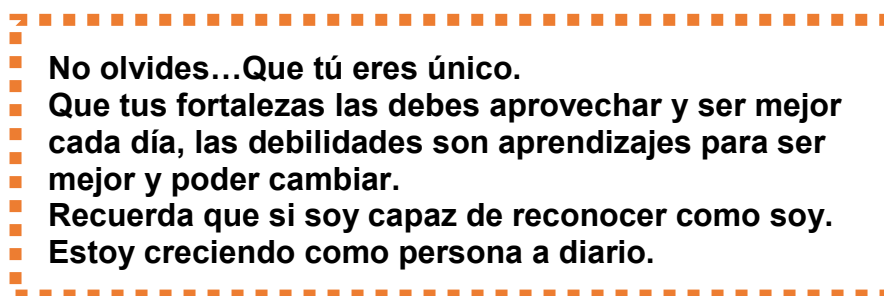 No olvides…Que tú eres único.
Que tus fortalezas las debes aprovechar y ser mejor
cada día, las debilidades son aprendizajes para ser
mejor y poder cambiar.
Recuerda que si soy capaz de reconocer como soy.
Estoy creciendo como persona a diario.